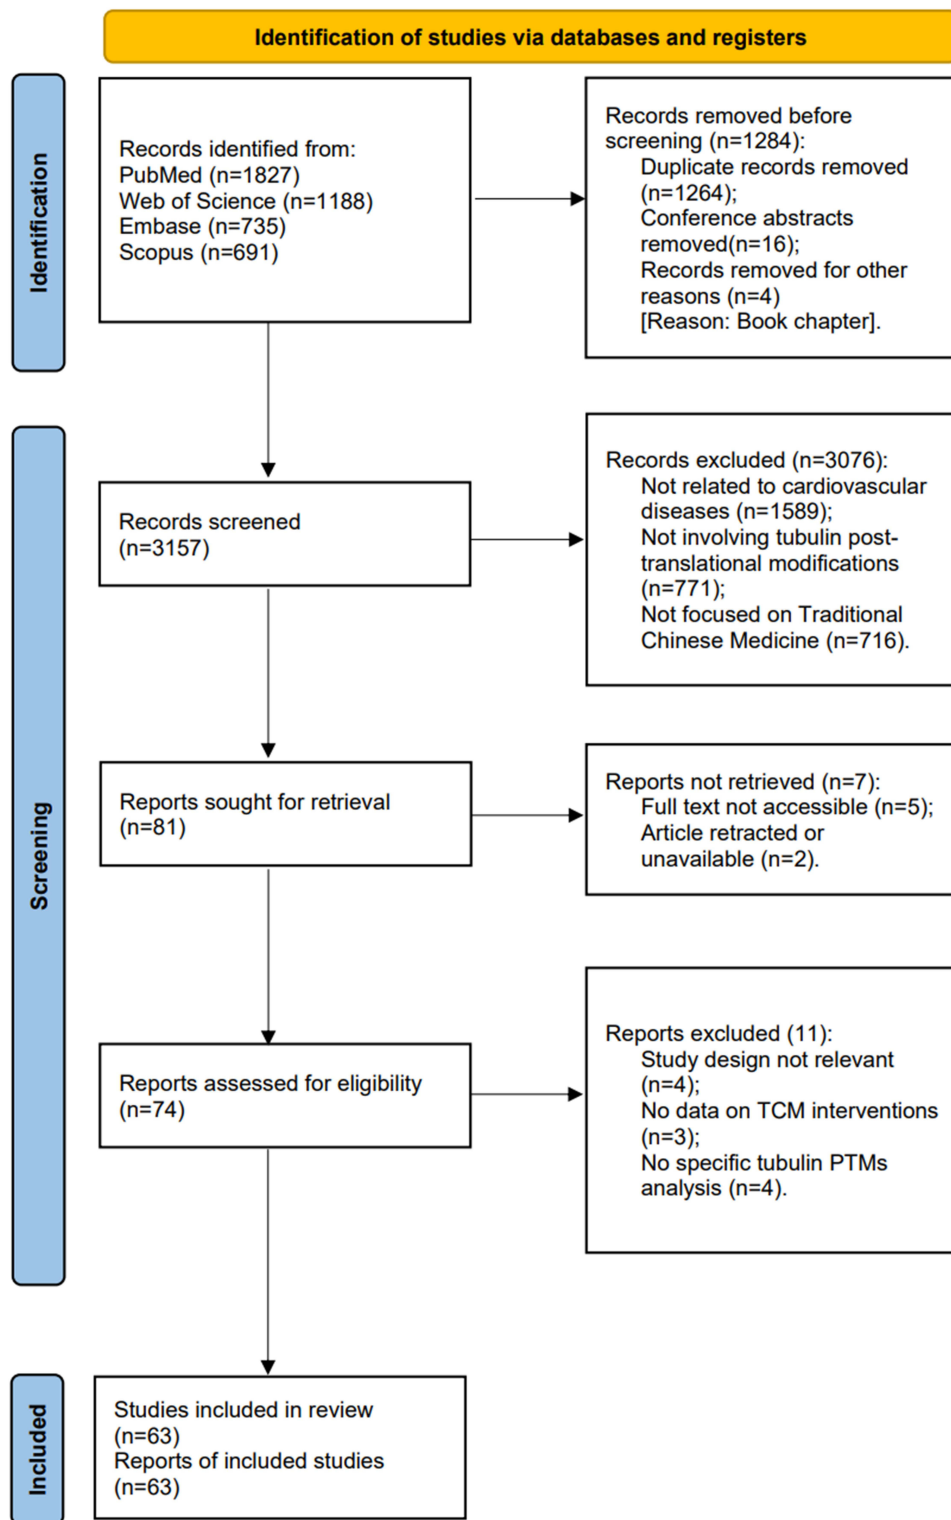 Identification of studies via databases and registers
Identification
Records identified from:
PubMed (n=1827)
Web of Science (n=1188)
Embase (n=735)
Scopus (n=691)
Records removed before
screening (n=1284):
Duplicate records removed
(n=1264);
Conference abstracts
removed(n=16);
Records removed for other
reasons (n=4)
[Reason: Book chapter].
Screening
Records screened
(n=3157)
Records excluded (n=3076):
Not related to cardiovascular
diseases (n=1589);
Not involving tubulin post-
translational modifications
(n=771);
Not focused on Traditional
Chinese Medicine (n=716).
Reports sought for retrieval
(n=81)
Reports not retrieved (n=7):
Full text not accessible (n=5);
Article retracted or
unavailable (n=2).
Reports assessed for eligibility
(n=74)
Reports excluded (11):
Study design not relevant
(n=4);
No data on TCM interventions
(n=3);
No specific tubulin PTMs
analysis (n=4).
Included
Studies included in review
(n=63)
Reports of included studies
(n=63)